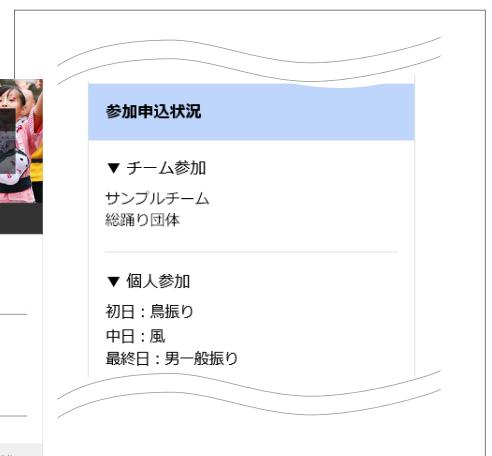 参加申込状況
▼ チーム参加
サンプルチーム
総踊り団体
▼ 個人参加
初日：鳥振り
中日：風
最終日：男一般振り